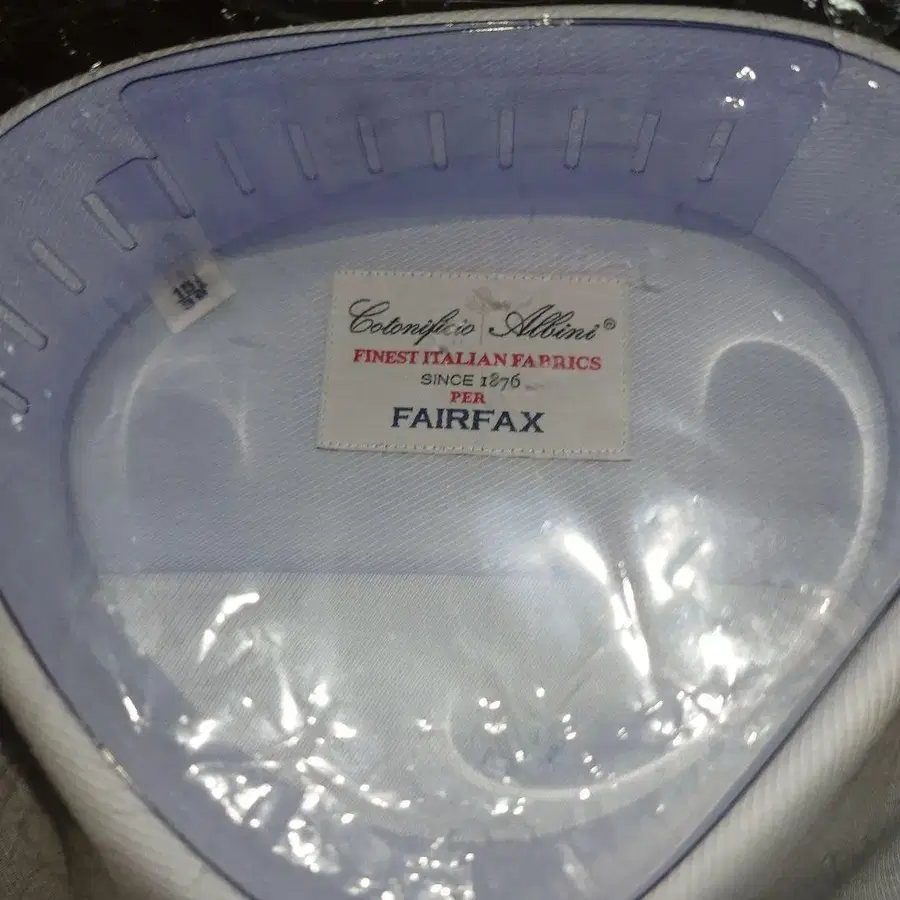 Cotonificio Albini®
FINEST ITALIAN FABRICS
SINCE 1876
PER
FAIRFAX